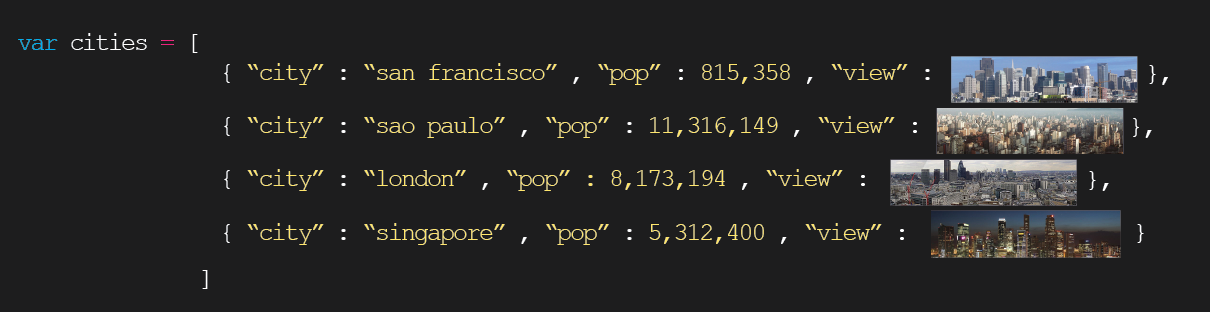 var cities = [
{ “city” : “san francisco” , “pop” : 815,358 , “view” : },
{ “city” : “sao paulo” , “pop” : 11,316,149 , “view” : },
{ “city” : “london” , “pop” : 8,173,194 , “view” : },
{ “city” : “singapore” , “pop” : 5,312,400 , “view” : }
]